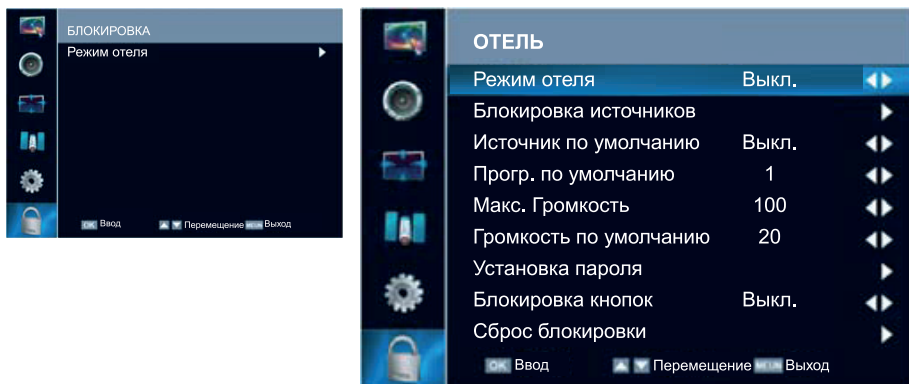 БЛОКИРОВКА
Режим отеля
OK Ввод Перемещение MEUN Выход
ОТЕЛЬ
Режим отеля Выкл.
Блокировка источников
Источник по умолчанию Выкл.
Прогр. по умолчанию 1
Макс. Громкость 100
Громкость по умолчанию 20
Установка пароля
Блокировка кнопок Выкл.
Сброс блокировки
OK Ввод Перемещение MEUN Выход